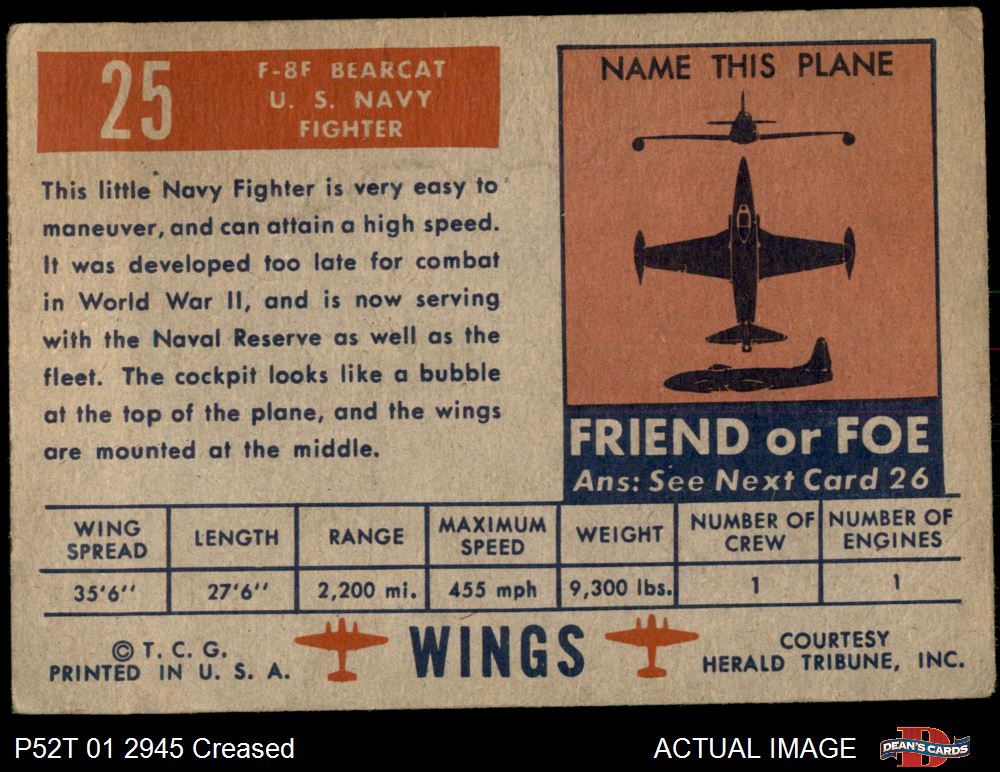 25
F-8F BEARCAT
U. S. NAVY
FIGHTER
This little Navy Fighter is very easy to
maneuver, and can attain a high speed.
It was developed too late for combat
in World War II, and is now serving
with the Naval Reserve as well as the
fleet. The cockpit looks like a bubble
at the top of the plane, and the wings
are mounted at the middle.
NAME THIS PLANE
FRIEND or FOE
Ans: See Next Card 26
WING SPREAD LENGTH RANGE MAXIMUM SPEED WEIGHT NUMBER OF CREW NUMBER OF ENGINES
35'6" 27'6" 2,200 mi. 455 mph 9,300 lbs. 1 1
© T. C. G.
PRINTED IN U. S. A.
WINGS
COURTESY
HERALD TRIBUNE, INC.
P52T 01 2945 Creased
ACTUAL IMAGE
D
DEAN'S CARDS